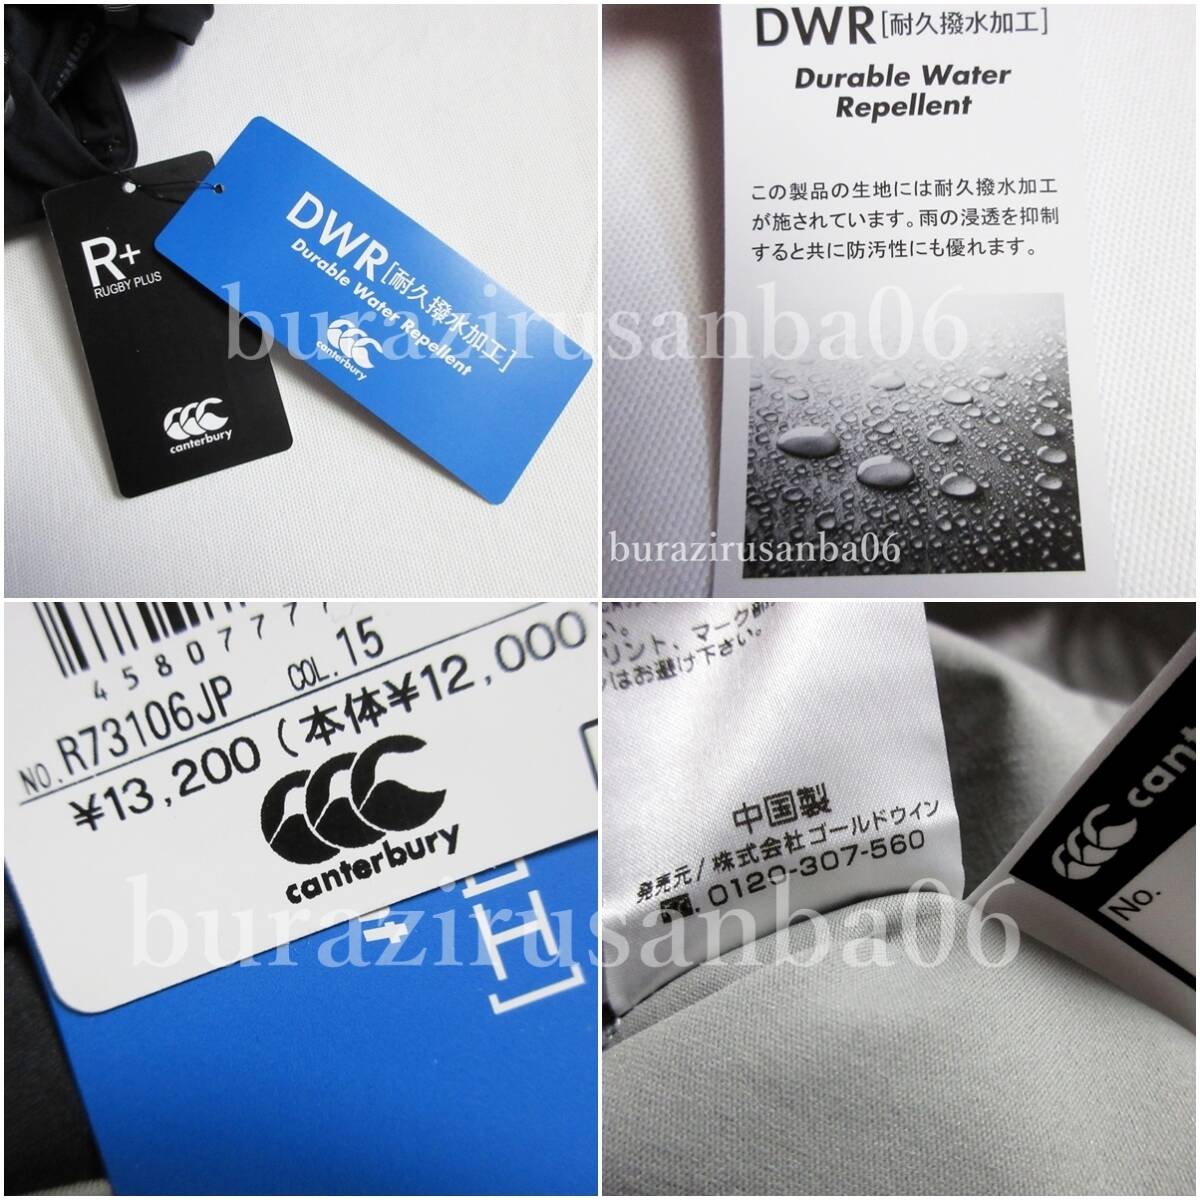 R+
RUGBY PLUS
canterbury
DWR[耐久撥水加工]
Durable Water Repellent
canterbury
burazirusanba06
DWR[耐久撥水加工]
Durable Water
Repellent
この製品の生地には耐久撥水加工
が施されています。雨の浸透を抑制
すると共に防汚性にも優れます。
burazirusanba06
458077
NO.R73106JP COL.15
¥13,200(本体¥12,000
canterbury
工]
リント、マーク部
はお避け下さい。
中国製
発売元/株式会社ゴールドウイン
0120-307-560
cant
No.
burazirusanba06